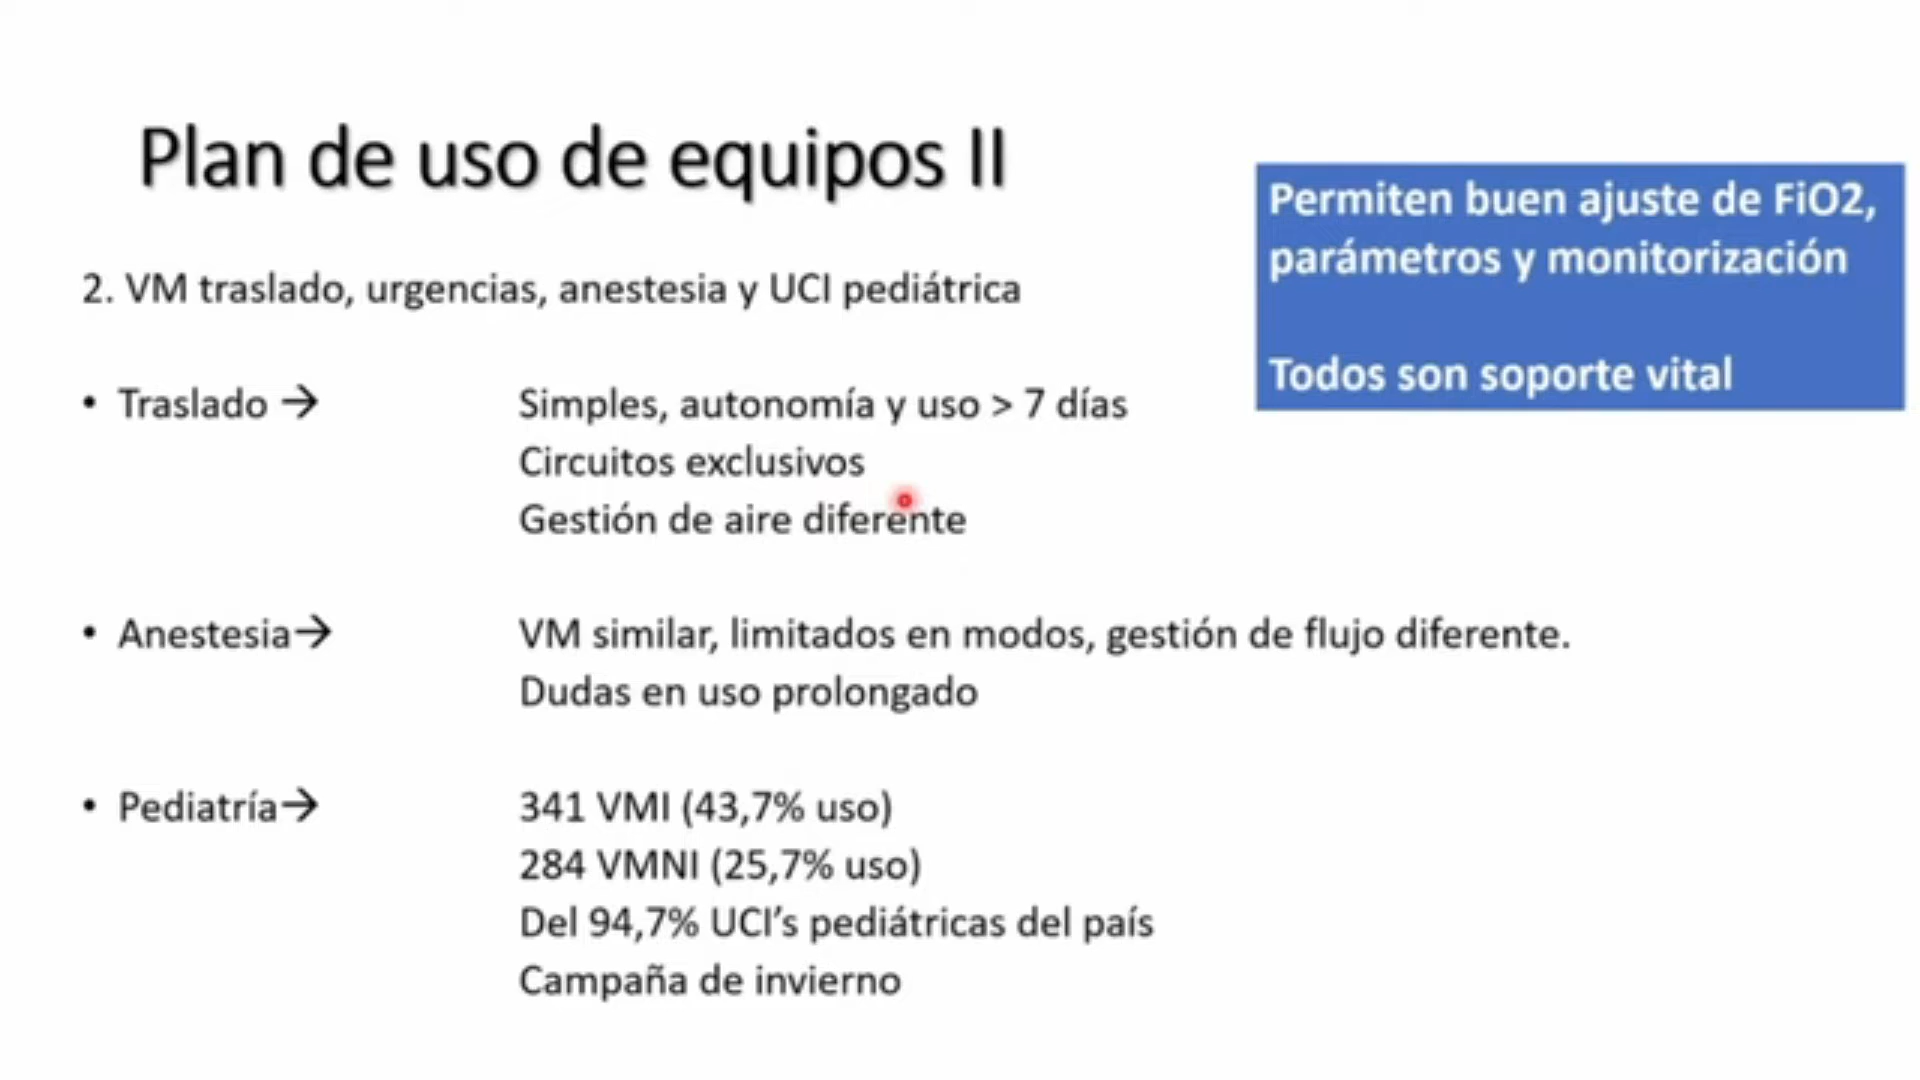 Plan de uso de equipos II
Permiten buen ajuste de FiO2,
parámetros y monitorización
Todos son soporte vital
2. VM traslado, urgencias, anestesia y UCI pediátrica
• Traslado → Simples, autonomía y uso > 7 días
Circuitos exclusivos
Gestión de aire diferente
• Anestesia→ VM similar, limitados en modos, gestión de flujo diferente.
Dudas en uso prolongado
• Pediatría→ 341 VMI (43,7% uso)
284 VMNI (25,7% uso)
Del 94,7% UCI’s pediátricas del país
Campaña de invierno